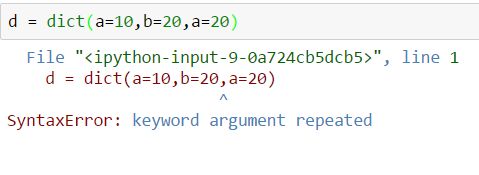 d = dict(a=10,b=20,a=20)
File "<ipython-input-9-0a724cb5dcb5>", line 1
d = dict(a=10,b=20,a=20)
^
SyntaxError: keyword argument repeated